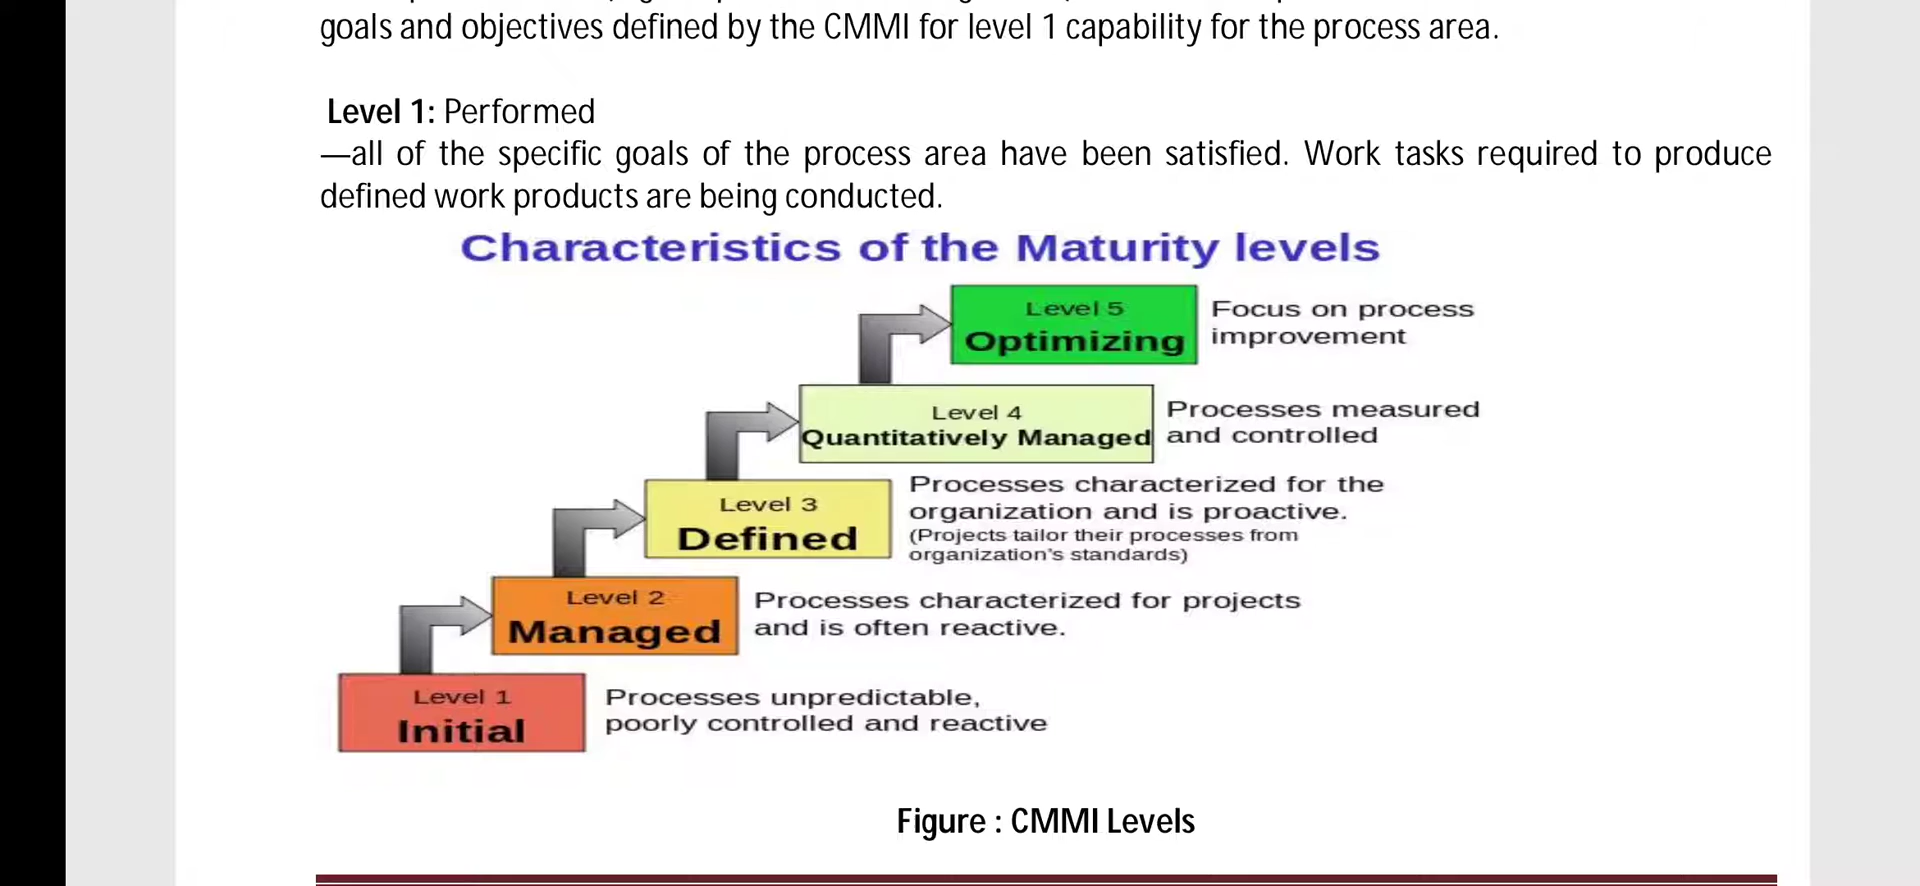 goals and objectives defined by the CMMI for level 1 capability for the process area.
Level 1: Performed
—all of the specific goals of the process area have been satisfied. Work tasks required to produce
defined work products are being conducted.
Characteristics of the Maturity levels
Level 5
Optimizing
Focus on process
improvement
Level 4
Quantitatively Managed
Processes measured
and controlled
Level 3
Defined
Processes characterized for the
organization and is proactive.
(Projects tailor their processes from
organization's standards)
Level 2
Managed
Processes characterized for projects
and is often reactive.
Level 1
Initial
Processes unpredictable,
poorly controlled and reactive
Figure : CMMI Levels